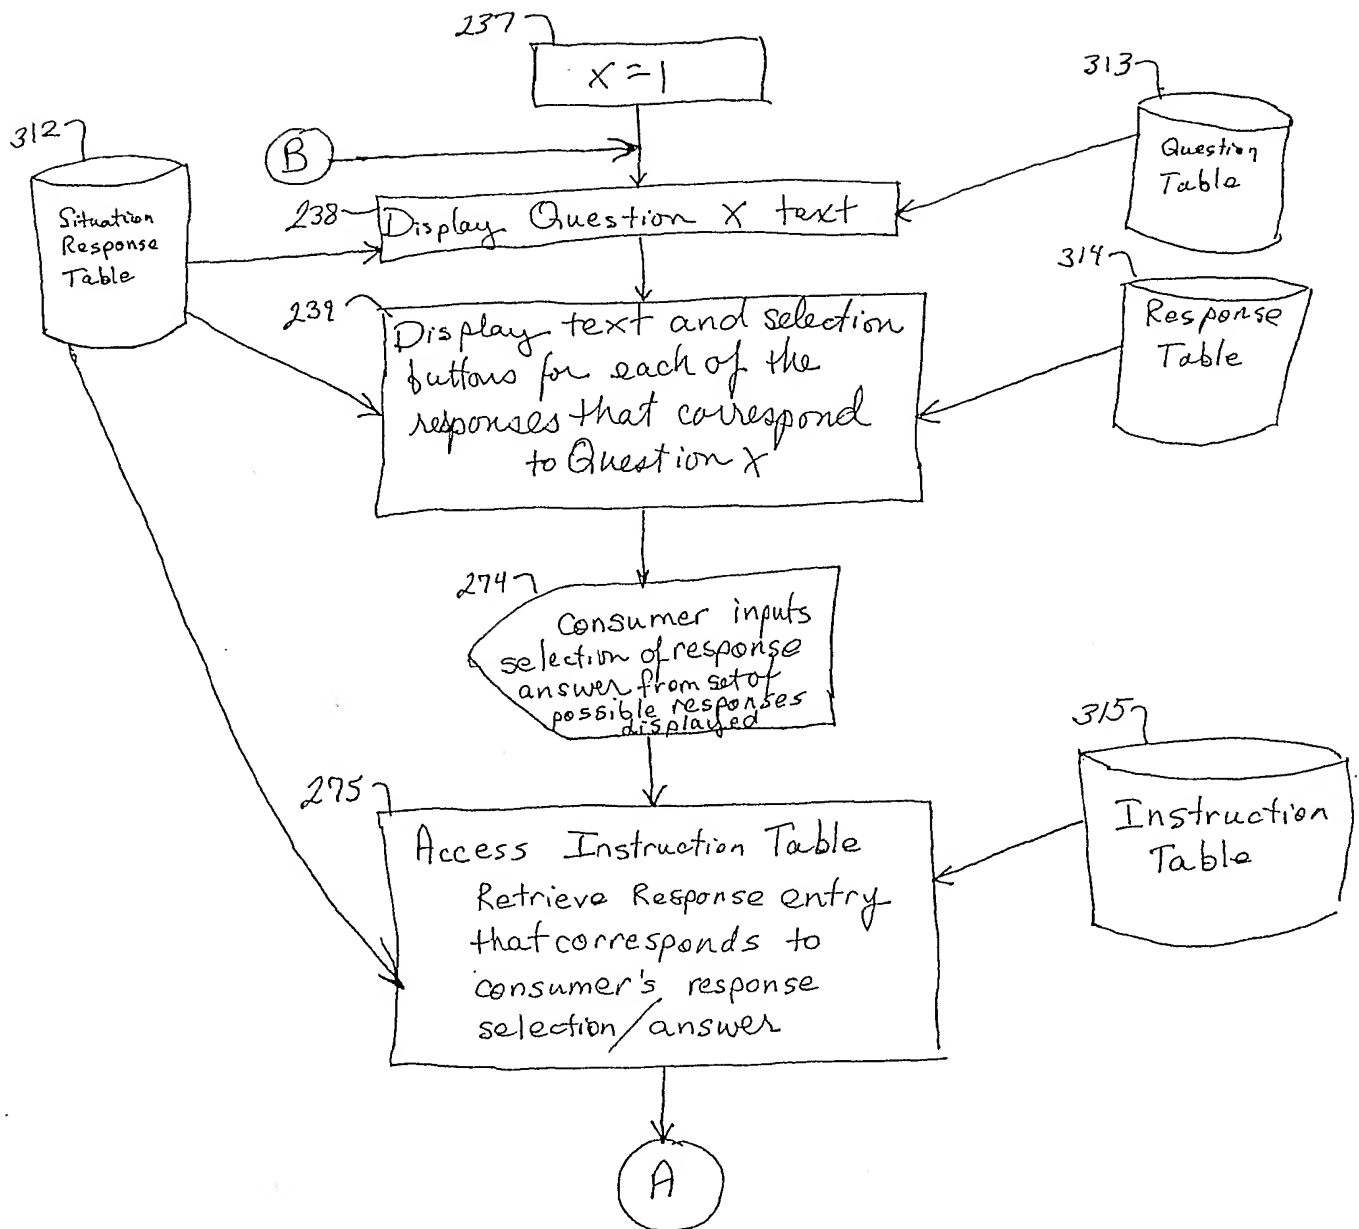 237
X = 1
313
Question
Table
312
Situation
Response
Table
B
238
Display Question X text
314
Response
Table
239
Display text and selection
buttons for each of the
responses that correspond
to Question X
274
Consumer inputs
selection of response
answer from set of
possible responses
displayed
315
Instruction
Table
275
Access Instruction Table
Retrieve Response entry
that corresponds to
consumer's response
selection/answer
A